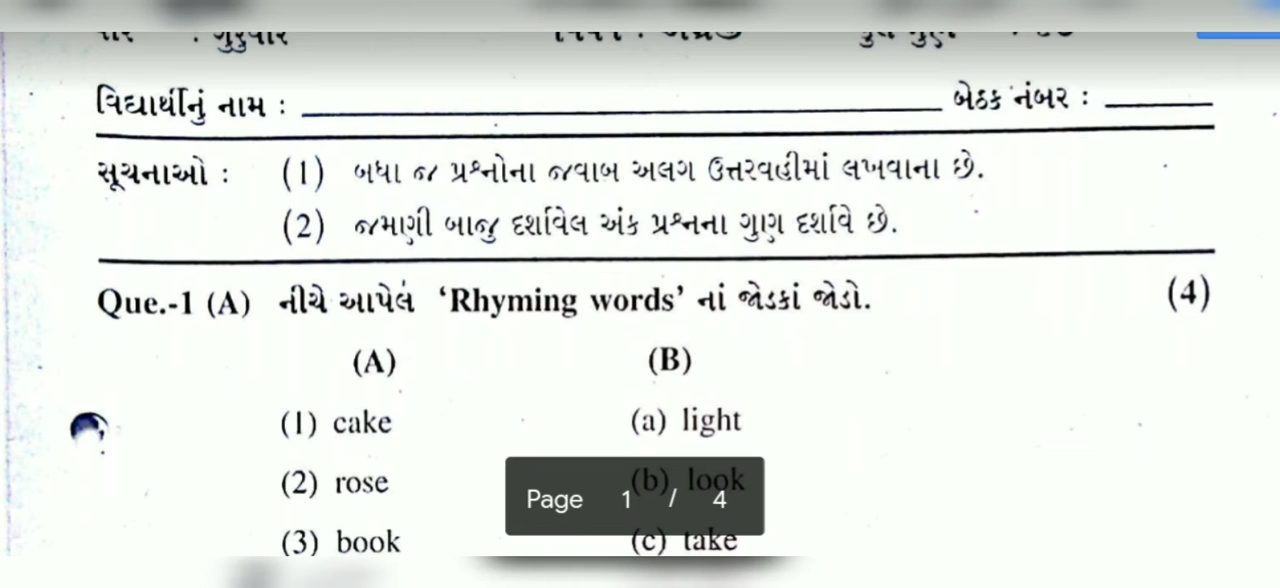 : ગુરુવાર
વિદ્યાર્થીનું નામ : બેઠક નંબર :
સૂચનાઓ : (1) બધા જ પ્રશ્નોના જવાબ અલગ ઉત્તરવહીમાં લખવાના છે.
(2) જમણી બાજુ દર્શાવેલ અંક પ્રશ્નના ગુણ દર્શાવે છે.
Que.-1 (A) નીચે આપેલં ‘Rhyming words’ નાં જોડકાં જોડો. (4)
(A) (B)
(1) cake (a) light
(2) rose (b) look
Page 1 / 4
(3) book (c) take